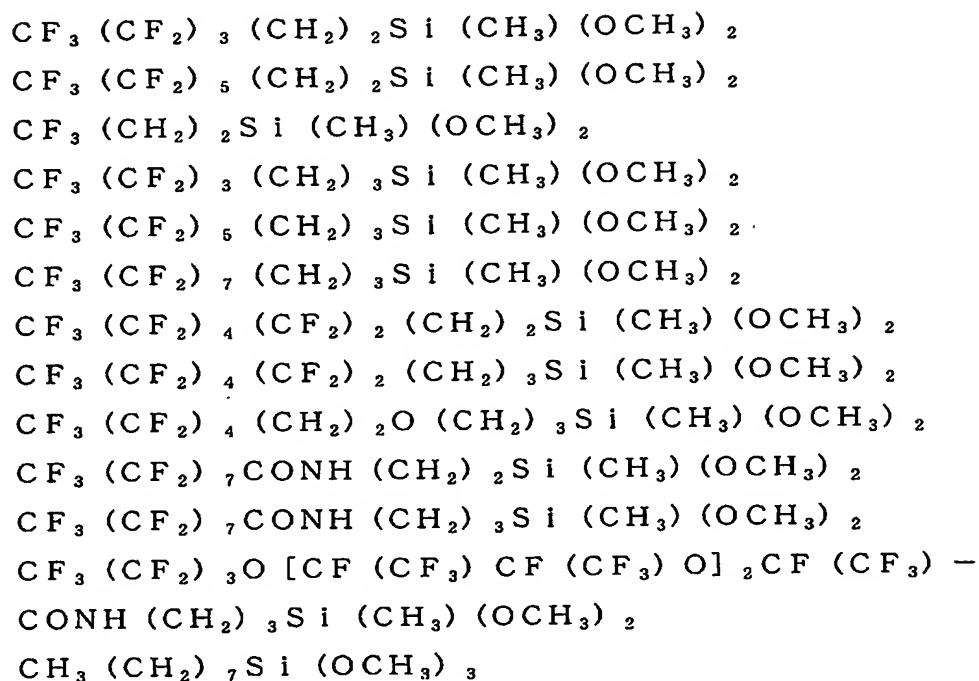 CF₃(CF₂)₃(CH₂)₂Si(CH₃)(OCH₃)₂
CF₃(CF₂)₅(CH₂)₂Si(CH₃)(OCH₃)₂
CF₃(CH₂)₂Si(CH₃)(OCH₃)₂
CF₃(CF₂)₃(CH₂)₃Si(CH₃)(OCH₃)₂
CF₃(CF₂)₅(CH₂)₃Si(CH₃)(OCH₃)₂
CF₃(CF₂)₇(CH₂)₃Si(CH₃)(OCH₃)₂
CF₃(CF₂)₄(CF₂)₂(CH₂)₂Si(CH₃)(OCH₃)₂
CF₃(CF₂)₄(CF₂)₂(CH₂)₃Si(CH₃)(OCH₃)₂
CF₃(CF₂)₄(CH₂)₂O(CH₂)₃Si(CH₃)(OCH₃)₂
CF₃(CF₂)₇CONH(CH₂)₂Si(CH₃)(OCH₃)₂
CF₃(CF₂)₇CONH(CH₂)₃Si(CH₃)(OCH₃)₂
CF₃(CF₂)₃O[CF(CF₃)CF(CF₃)O]₂CF(CF₃)—
CONH(CH₂)₃Si(CH₃)(OCH₃)₂
CH₃(CH₂)₇Si(OCH₃)₃